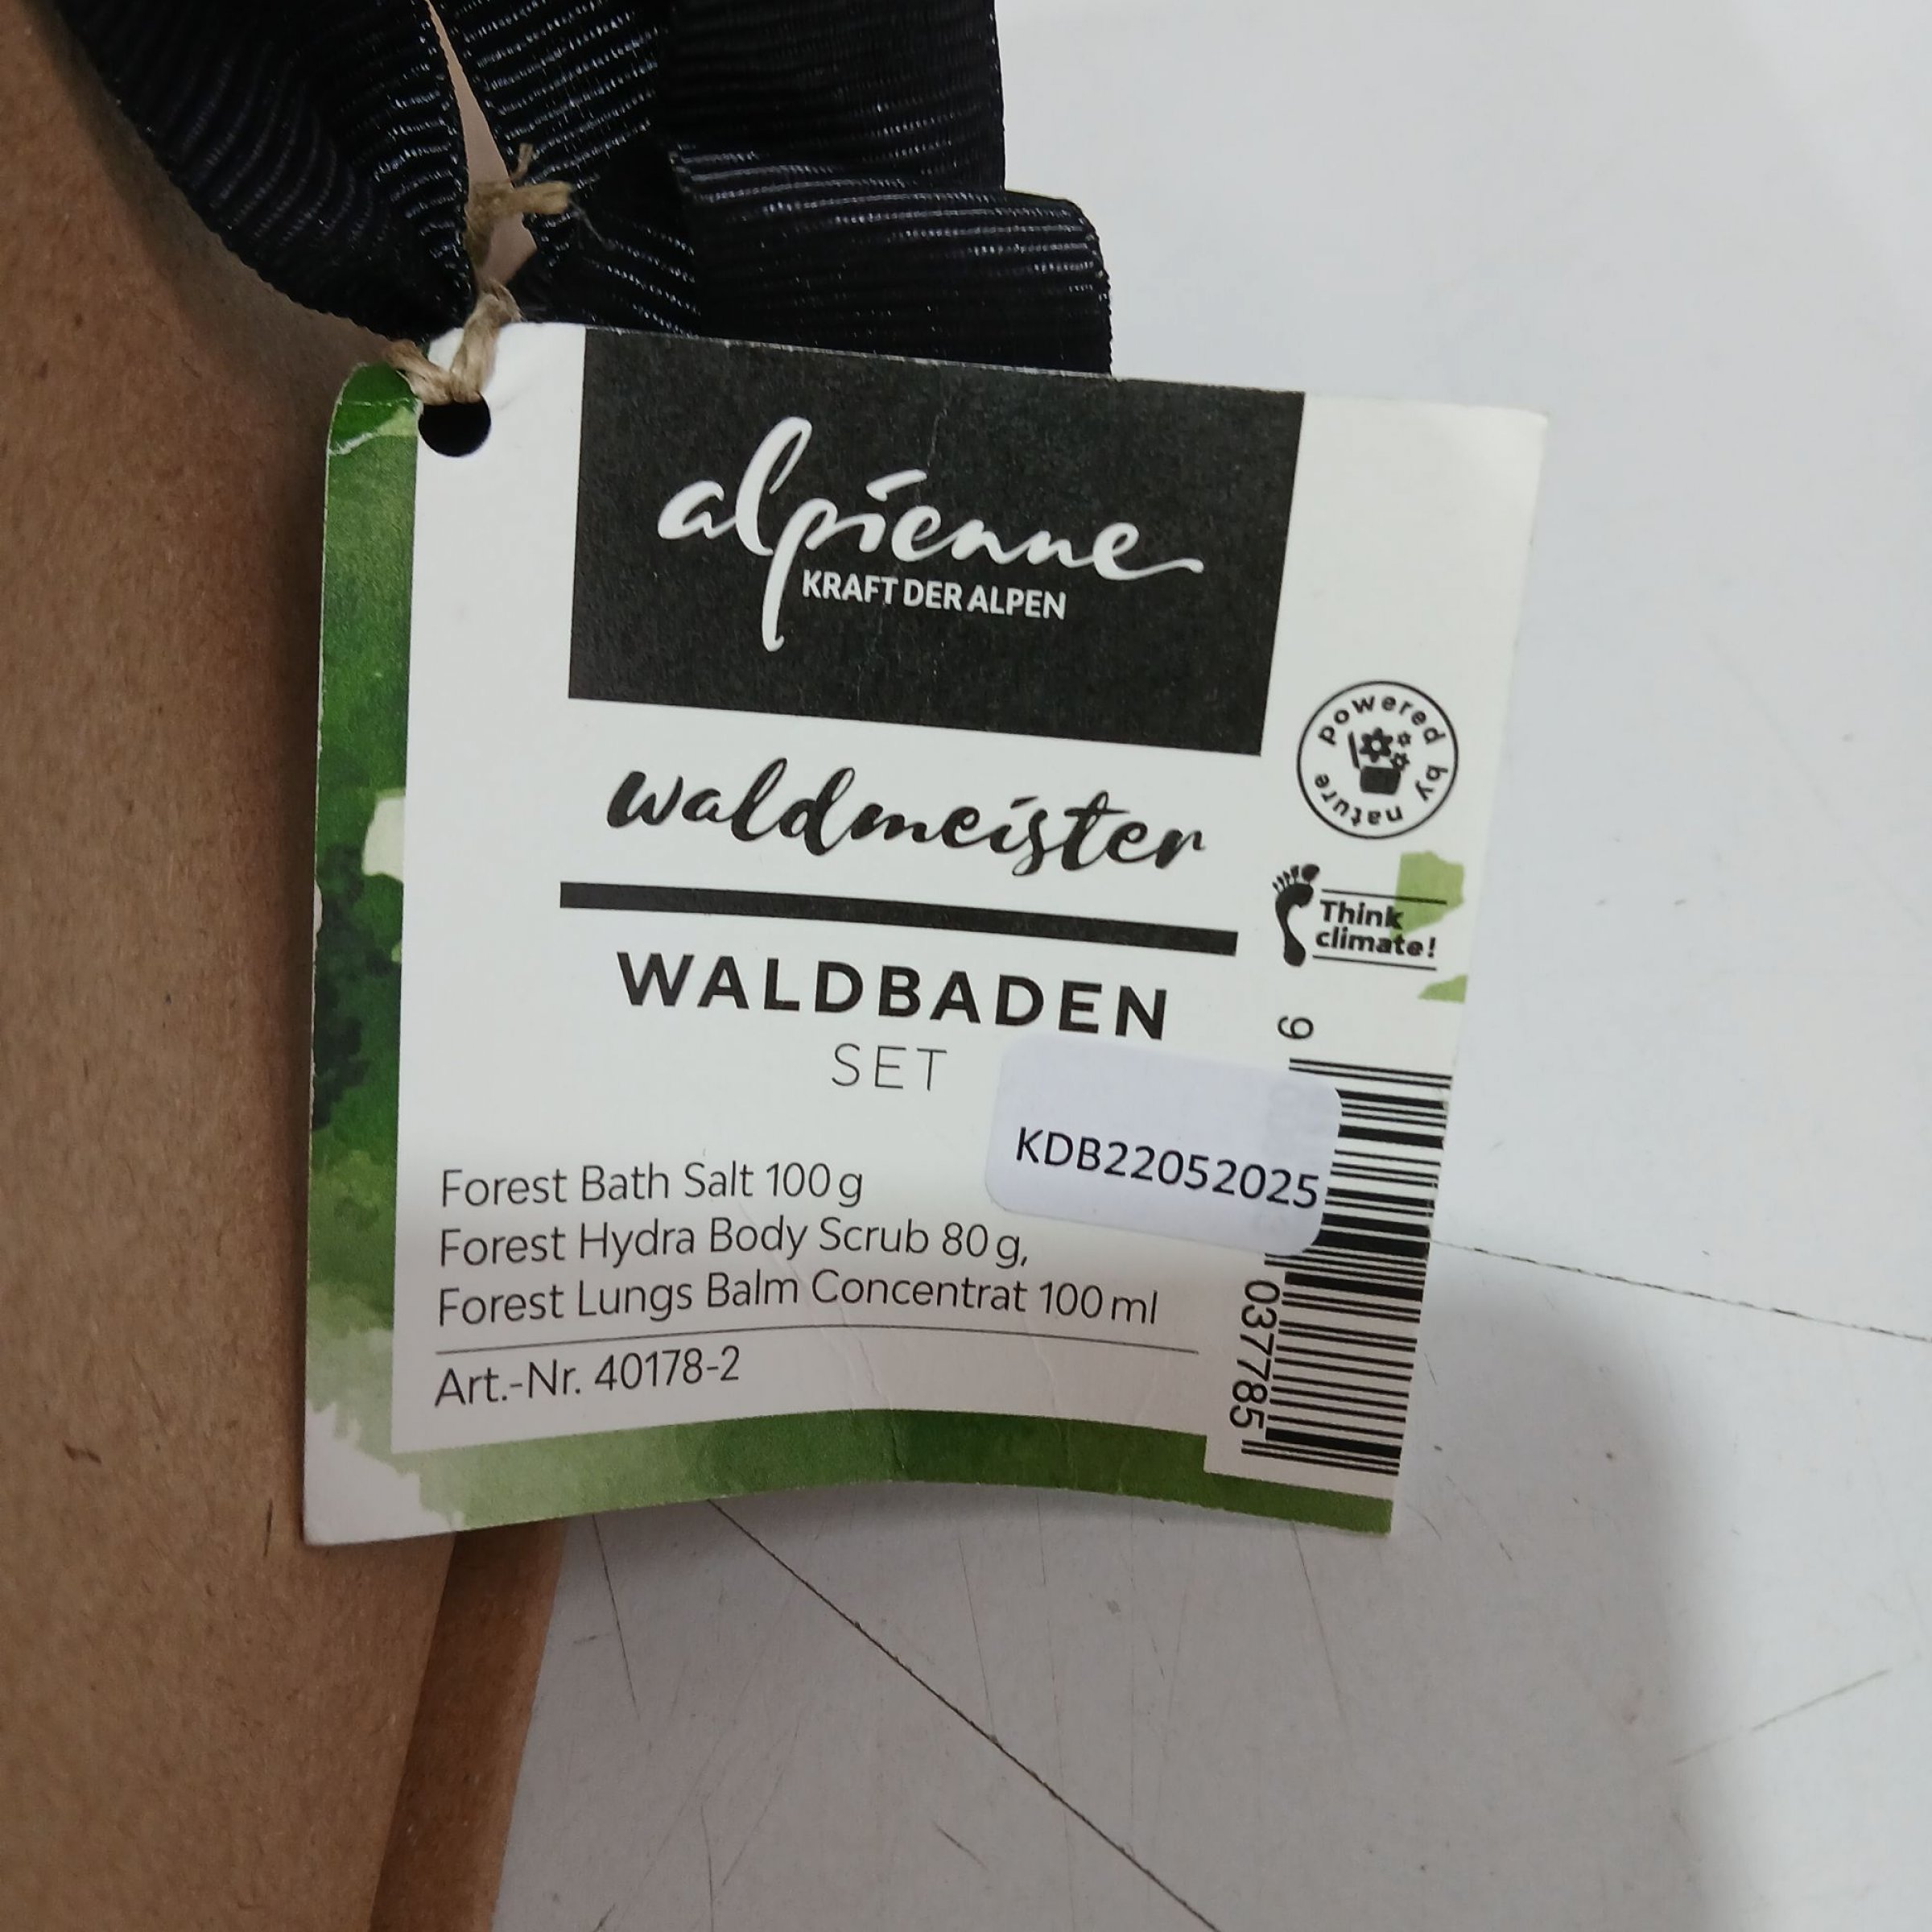 alpienne
KRAFT DER ALPEN
powered by nature
waldmeister
Think
climate!
WALDBADEN
SET
9
KDB22052025
Forest Bath Salt 100 g
Forest Hydra Body Scrub 80 g,
Forest Lungs Balm Concentrat 100 ml
037785
Art.-Nr. 40178-2